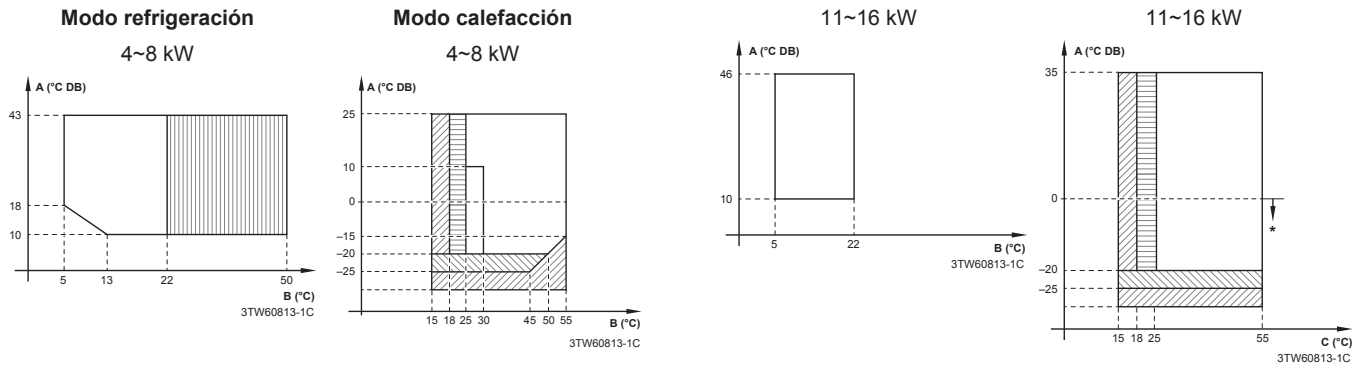 Modo refrigeración
4~8 kW
A (°C DB)
43
18
10
5 13 22 50
B (°C)
3TW60813-1C
Modo calefacción
4~8 kW
A (°C DB)
25
10
0
–15
–20
–25
15 18 25 30 45 50 55
B (°C)
3TW60813-1C
11~16 kW
A (°C DB)
46
10
5 22
B (°C)
3TW60813-1C
11~16 kW
A (°C DB)
35
0
*
–20
–25
15 18 25 55
C (°C)
3TW60813-1C